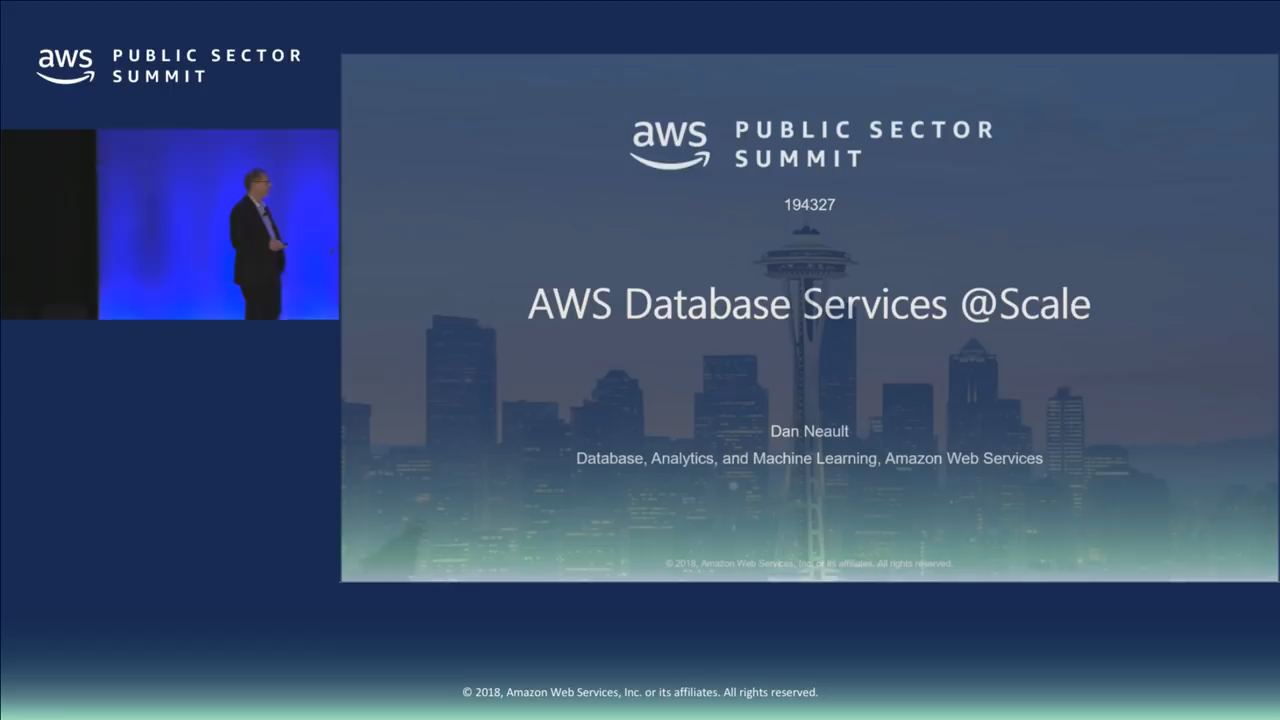 aws PUBLIC SECTOR
SUMMIT
aws PUBLIC SECTOR
SUMMIT
194327
AWS Database Services @Scale
Dan Neault
Database, Analytics, and Machine Learning, Amazon Web Services
© 2018, Amazon Web Services, Inc. or its affiliates. All rights reserved.
© 2018, Amazon Web Services, Inc. or its affiliates. All rights reserved.